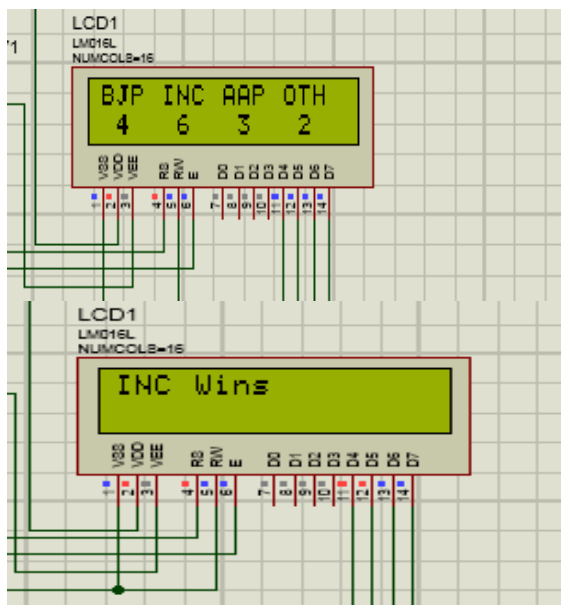 LCD1
71
LM016L
NUMCOLS=16
BJP INC AAP OTH
4 6 3 2
VSS VDD VEE RS RW E D0 D1 D2 D3 D4 D5 D6 D7
1 2 3 4 5 6 7 8 9 10 11 12 13 14
LCD1
LM016L
NUMCOLS=16
INC Wins
VSS VDD VEE RS RW E D0 D1 D2 D3 D4 D5 D6 D7
1 2 3 4 5 6 7 8 9 10 11 12 13 14